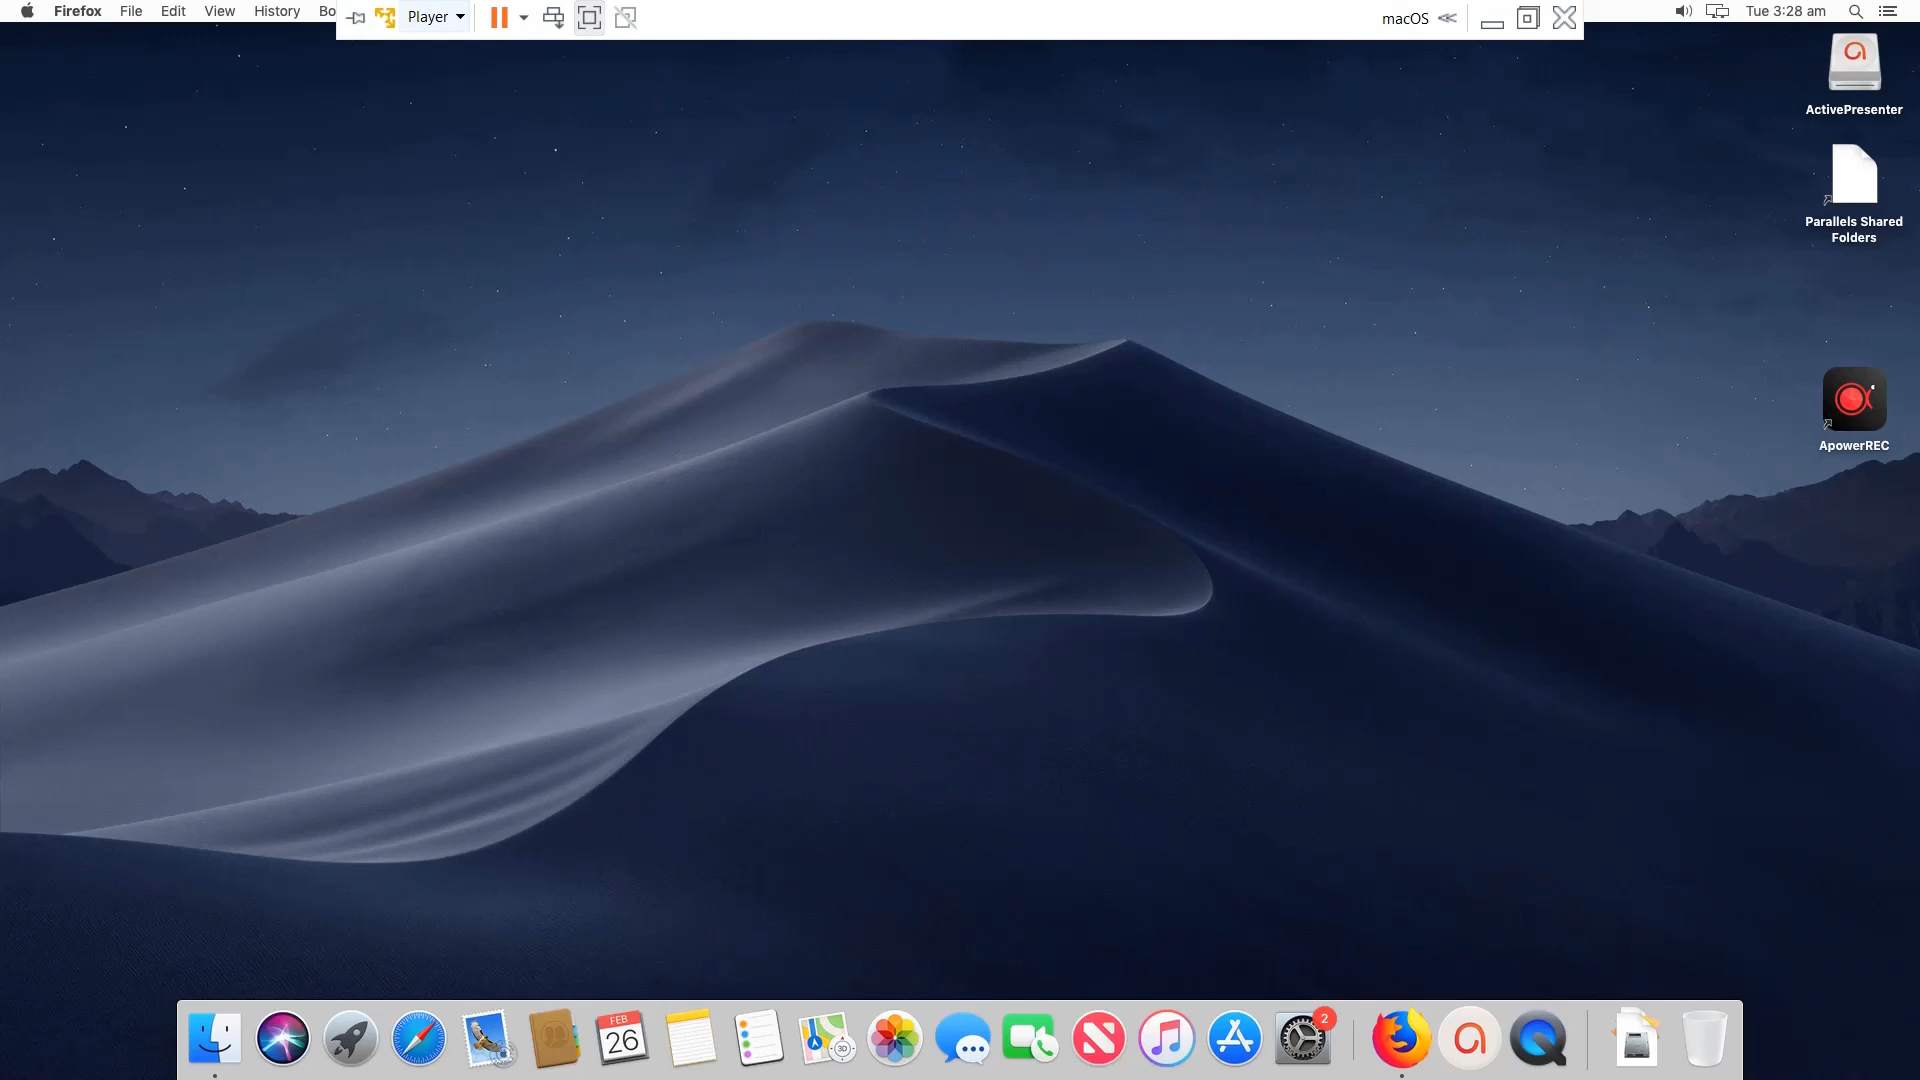 Firefox File Edit View History Bo
Player
macOS
Tue 3:28 am
ActivePresenter
Parallels Shared
Folders
ApowerREC
FEB
26
3D
2